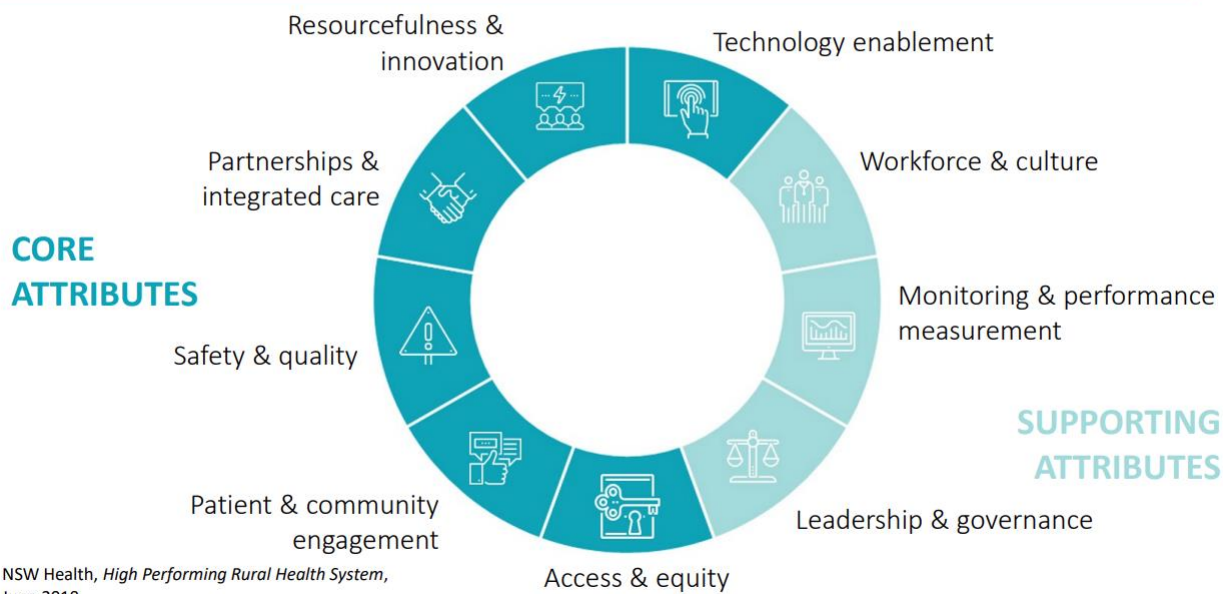 Resourcefulness &
innovation
Technology enablement
Partnerships &
integrated care
Workforce & culture
CORE
ATTRIBUTES
Monitoring & performance
measurement
Safety & quality
SUPPORTING
ATTRIBUTES
Patient & community
engagement
Leadership & governance
NSW Health, High Performing Rural Health System,
Access & equity